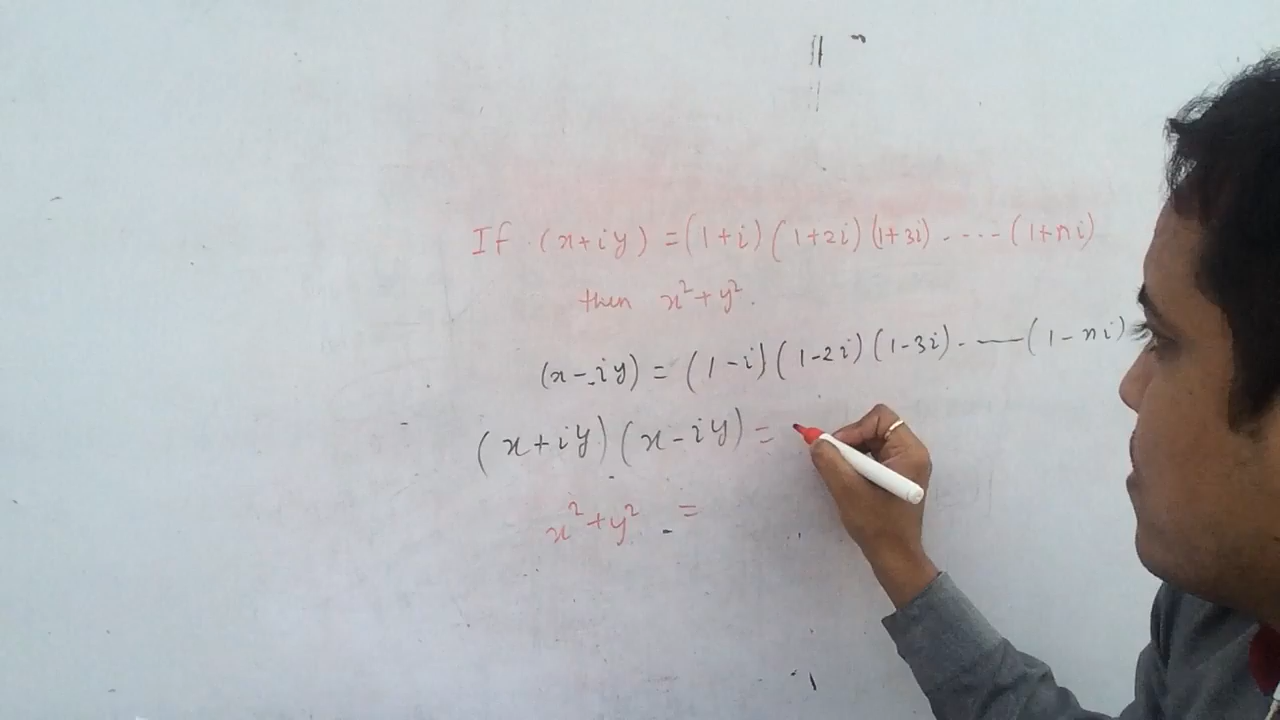 If (x+iy) = (1+i) (1+2i) (1+3i) - --- (1+ni)
then x²+y².
(x-iy) = (1-i) (1-2i) (1-3i) - — (1-ni)
(x+iy) (x-iy) =
x²+y² =